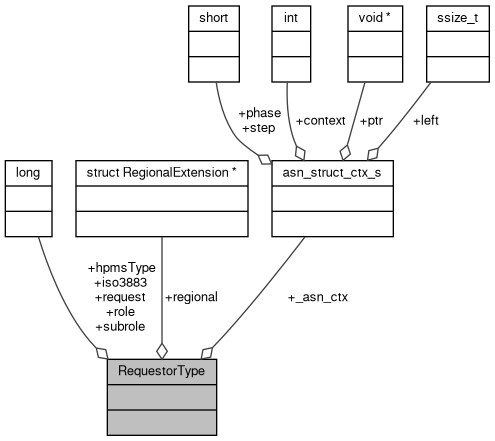 short
int
void *
ssize_t
+phase
+step
+context
+ptr
+left
long
struct RegionalExtension *
asn_struct_ctx_s
+hpmsType
+iso3883
+request
+role
+subrole
+regional
+_asn_ctx
RequestorType